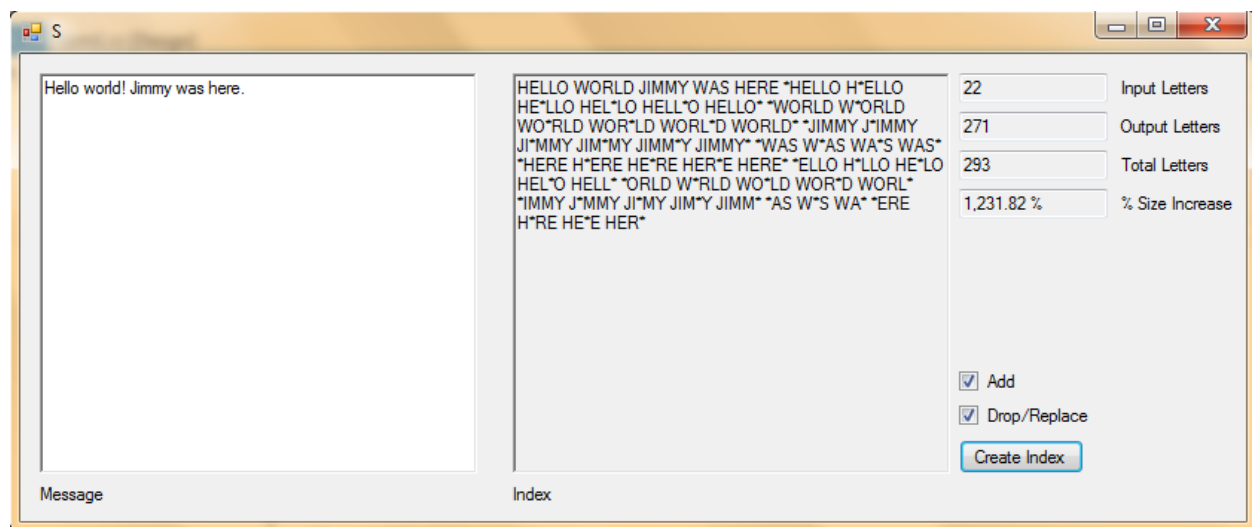 S
Hello world! Jimmy was here.
HELLO WORLD JIMMY WAS HERE *HELLO H*ELLO
HE*LLO HEL*LO HELL*O HELLO* *WORLD W*ORLD
WO*RLD WOR*LD WORL*D WORLD* *JIMMY J*IMMY
JI*MMY JIM*MY JIMM*Y JIMMY* *WAS W*AS WA*S WAS*
*HERE H*ERE HE*RE HER*E HERE* *ELLO H*LLO HE*LO
HEL*O HELL* *ORLD W*RLD WO*LD WOR*D WORL*
*IMMY J*MMY JI*MY JIM*Y JIMM* *AS W*S WA* *ERE
H*RE HE*E HER*
22 Input Letters
271 Output Letters
293 Total Letters
1,231.82 % % Size Increase
Add
Drop/Replace
Create Index
Message
Index